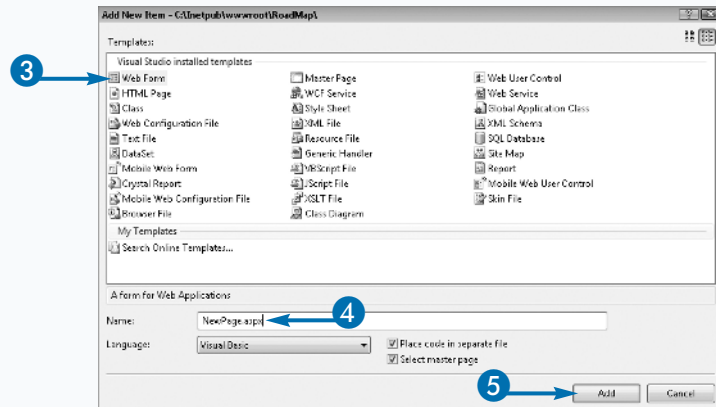 Add New Item - C:\Inetpub\wwwroot\RoadMap\
Templates:
Visual Studio installed templates
3
Web Form
Master Page
Web User Control
HTML Page
WCF Service
Web Service
Class
Style Sheet
Global Application Class
Web Configuration File
XML File
XML Schema
Text File
Resource File
SQL Database
DataSet
Generic Handler
Site Map
Mobile Web Form
VBScript File
Report
Crystal Report
JScript File
Mobile Web User Control
Mobile Web Configuration File
XSLT File
Skin File
Browser File
Class Diagram
My Templates
Search Online Templates...
A form for Web Applications
Name:
NewPage.aspx
4
Language:
Visual Basic
Place code in separate file
Select master page
5
Add
Cancel